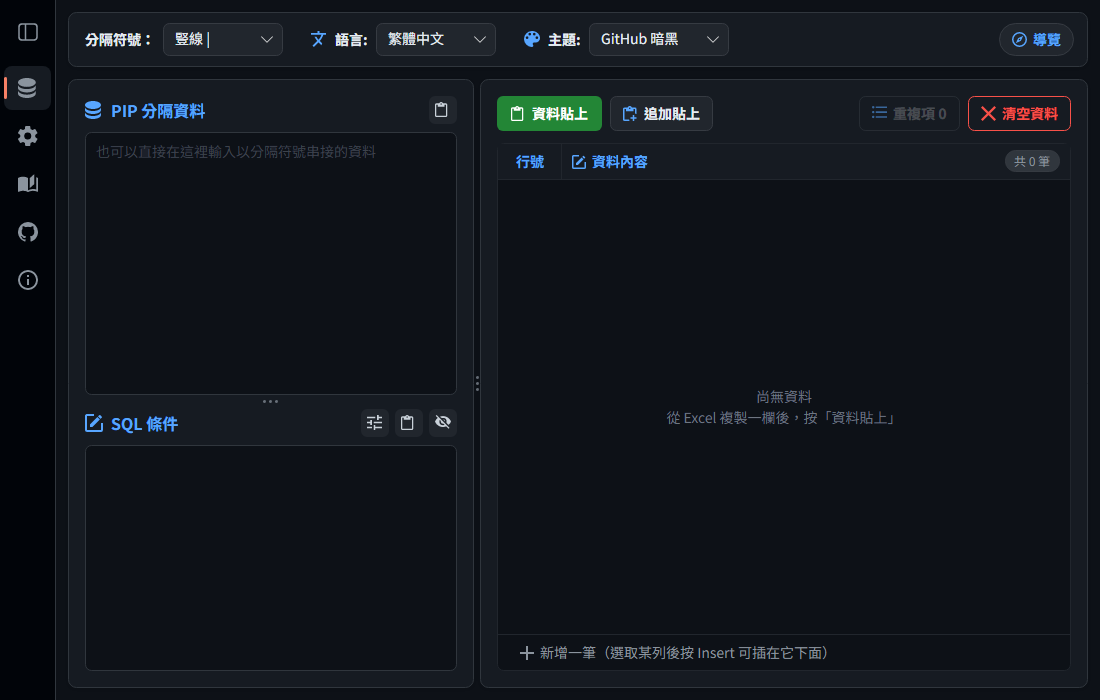 分隔符號：
豎線 |
語言:
繁體中文
主題:
GitHub 暗黑
導覽
PIP 分隔資料
也可以直接在這裡輸入以分隔符號串接的資料
SQL 條件
資料貼上
追加貼上
重複項 0
清空資料
行號
資料內容
共 0 筆
尚無資料
從 Excel 複製一欄後，按「資料貼上」
新增一筆（選取某列後按 Insert 可插在它下面）